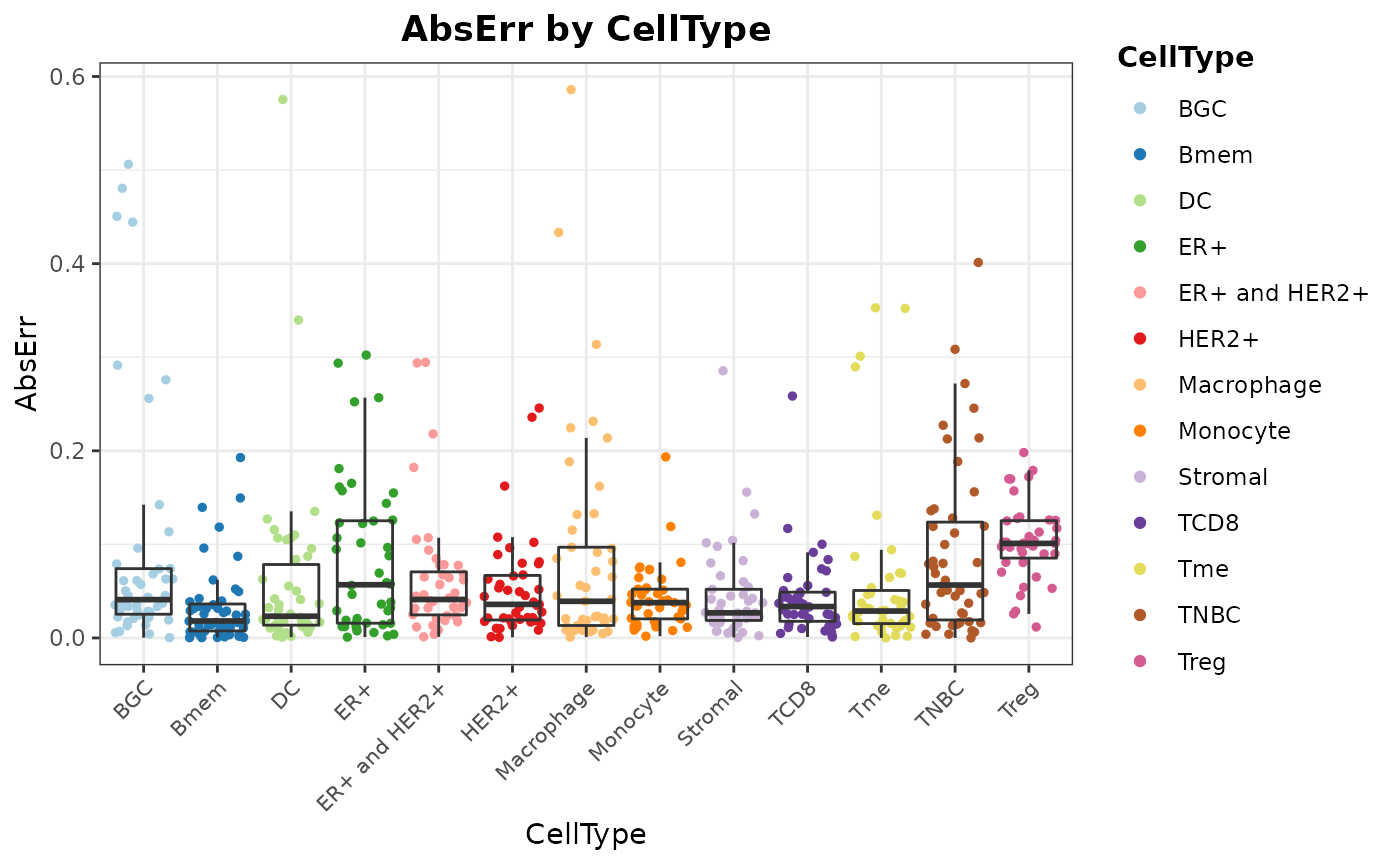 AbsErr by CellType
AbsErr
0.6
0.4
0.2
0.0
BGC
Bmem
DC
ER+
ER+ and HER2+
HER2+
Macrophage
Monocyte
Stromal
TCD8
Tme
TNBC
Treg
CellType
CellType
BGC
Bmem
DC
ER+
ER+ and HER2+
HER2+
Macrophage
Monocyte
Stromal
TCD8
Tme
TNBC
Treg